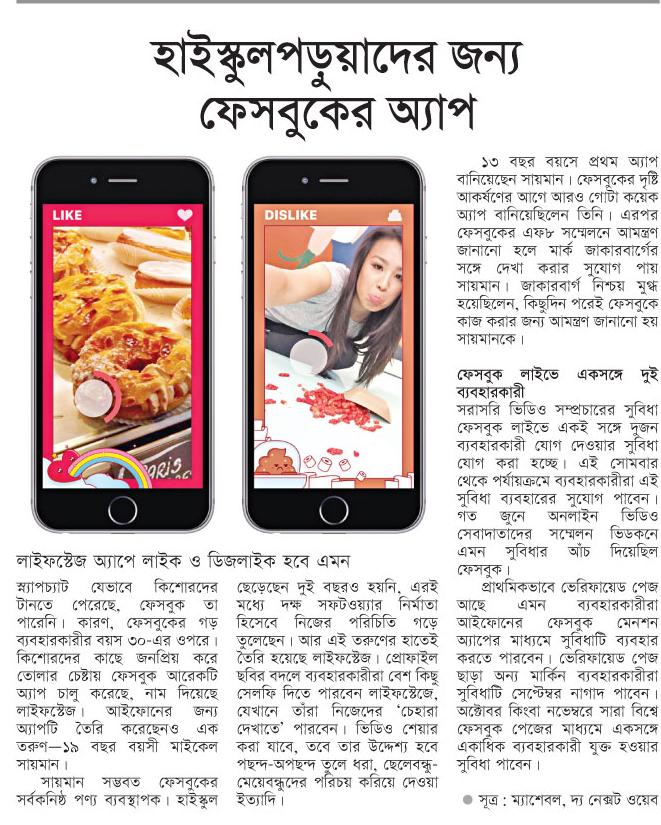 হাইস্কুলপড়ুয়াদের জন্য
ফেসবুকের অ্যাপ
LIKE
DISLIKE
PARIS
লাইফস্টেজ অ্যাপে লাইক ও ডিজলাইক হবে এমন
স্ন্যাপচ্যাট যেভাবে কিশোরদের
টানতে পেরেছে, ফেসবুক তা
পারেনি। কারণ, ফেসবুকের গড়
ব্যবহারকারীর বয়স ৩০-এর ওপরে।
কিশোরদের কাছে জনপ্রিয় করে
তোলার চেষ্টায় ফেসবুক আরেকটি
অ্যাপ চালু করেছে, নাম দিয়েছে
লাইফস্টেজ। আইফোনের জন্য
অ্যাপটি তৈরি করেছেনও এক
তরুণ—১৯ বছর বয়সী মাইকেল
সায়মান।
সায়মান সম্ভবত ফেসবুকের
সর্বকনিষ্ঠ পণ্য ব্যবস্থাপক। হাইস্কুল
ছেড়েছেন দুই বছরও হয়নি, এরই
মধ্যে দক্ষ সফটওয়্যার নির্মাতা
হিসেবে নিজের পরিচিতি গড়ে
তুলেছেন। আর এই তরুণের হাতেই
তৈরি হয়েছে লাইফস্টেজ। প্রোফাইল
ছবির বদলে ব্যবহারকারীরা বেশ কিছু
সেলফি দিতে পারবেন লাইফস্টেজে,
যেখানে তাঁরা নিজেদের ‘চেহারা
দেখাতে’ পারবেন। ভিডিও শেয়ার
করা যাবে, তবে তার উদ্দেশ্য হবে
পছন্দ-অপছন্দ তুলে ধরা, ছেলেবন্ধু-
মেয়েবন্ধুদের পরিচয় করিয়ে দেওয়া
ইত্যাদি।
১৩ বছর বয়সে প্রথম অ্যাপ
বানিয়েছেন সায়মান। ফেসবুকের দৃষ্টি
আকর্ষণের আগে আরও গোটা কয়েক
অ্যাপ বানিয়েছিলেন তিনি। এরপর
ফেসবুকের এফ৮ সম্মেলনে আমন্ত্রণ
জানানো হলে মার্ক জাকারবার্গের
সঙ্গে দেখা করার সুযোগ পায়
সায়মান। জাকারবার্গ নিশ্চয় মুগ্ধ
হয়েছিলেন, কিছুদিন পরেই ফেসবুকে
কাজ করার জন্য আমন্ত্রণ জানানো হয়
সায়মানকে।
ফেসবুক লাইভে একসঙ্গে দুই
ব্যবহারকারী
সরাসরি ভিডিও সম্প্রচারের সুবিধা
ফেসবুক লাইভে একই সঙ্গে দুজন
ব্যবহারকারী যোগ দেওয়ার সুবিধা
যোগ করা হচ্ছে। এই সোমবার
থেকে পর্যায়ক্রমে ব্যবহারকারীরা এই
সুবিধা ব্যবহারের সুযোগ পাবেন।
গত জুনে অনলাইন ভিডিও
সেবাদাতাদের সম্মেলন ভিডকনে
এমন সুবিধার আঁচ দিয়েছিল
ফেসবুক।
প্রাথমিকভাবে ভেরিফায়েড পেজ
আছে এমন ব্যবহারকারীরা
আইফোনের ফেসবুক মেনশন
অ্যাপের মাধ্যমে সুবিধাটি ব্যবহার
করতে পারবেন। ভেরিফায়েড পেজ
ছাড়া অন্য মার্কিন ব্যবহারকারীরা
সুবিধাটি সেপ্টেম্বর নাগাদ পাবেন।
অক্টোবর কিংবা নভেম্বরে সারা বিশ্বে
ফেসবুক পেজের মাধ্যমে একসঙ্গে
একাধিক ব্যবহারকারী যুক্ত হওয়ার
সুবিধা পাবেন।
● সূত্র : ম্যাশেবল, দ্য নেক্সট ওয়েব